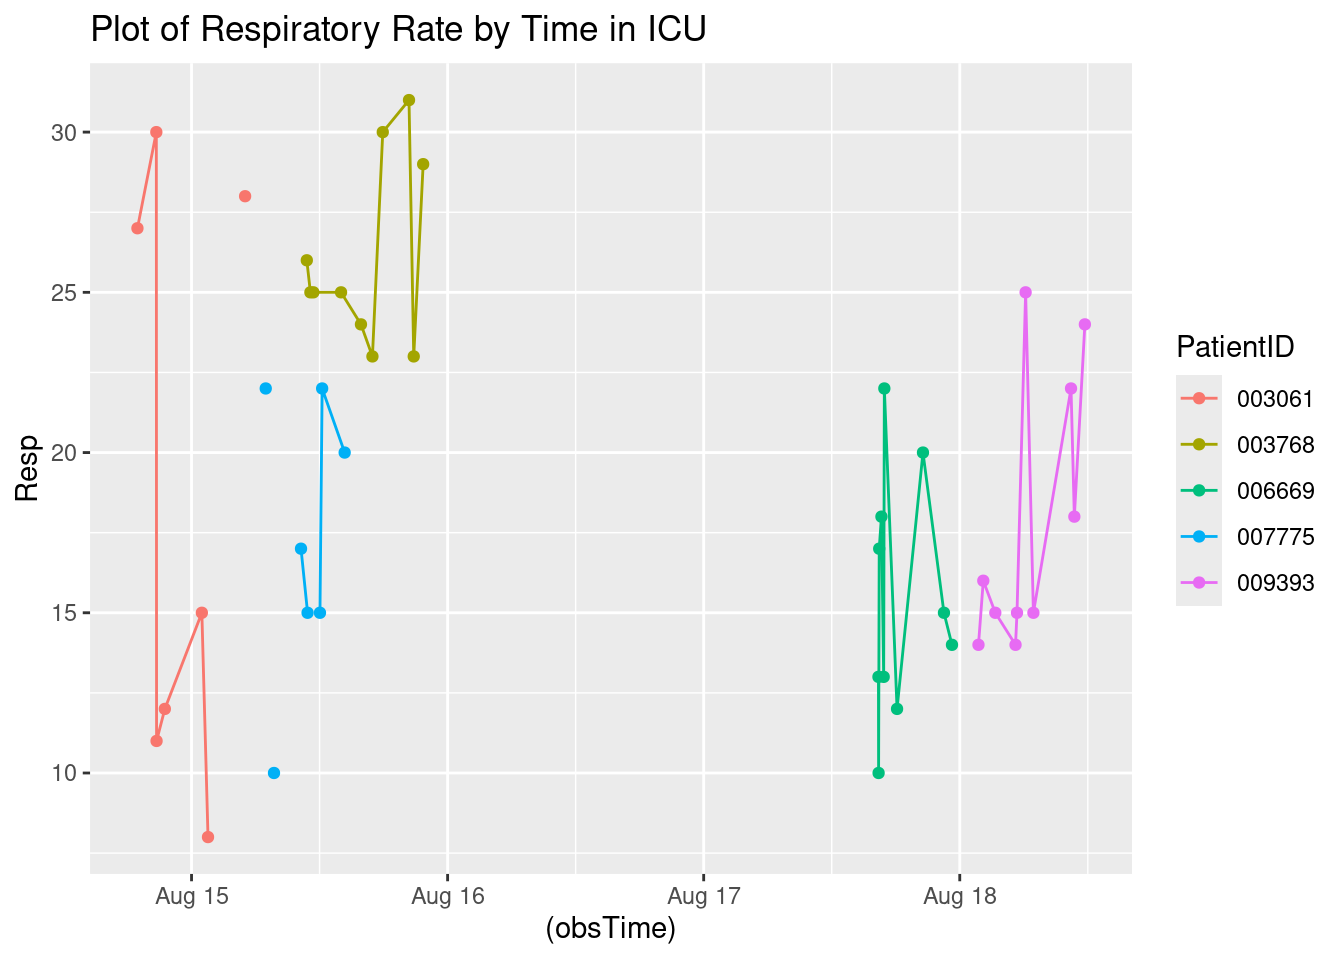 Plot of Respiratory Rate by Time in ICU
Resp
30
25
20
15
10
Aug 15
Aug 16
Aug 17
Aug 18
(obsTime)
PatientID
003061
003768
006669
007775
009393